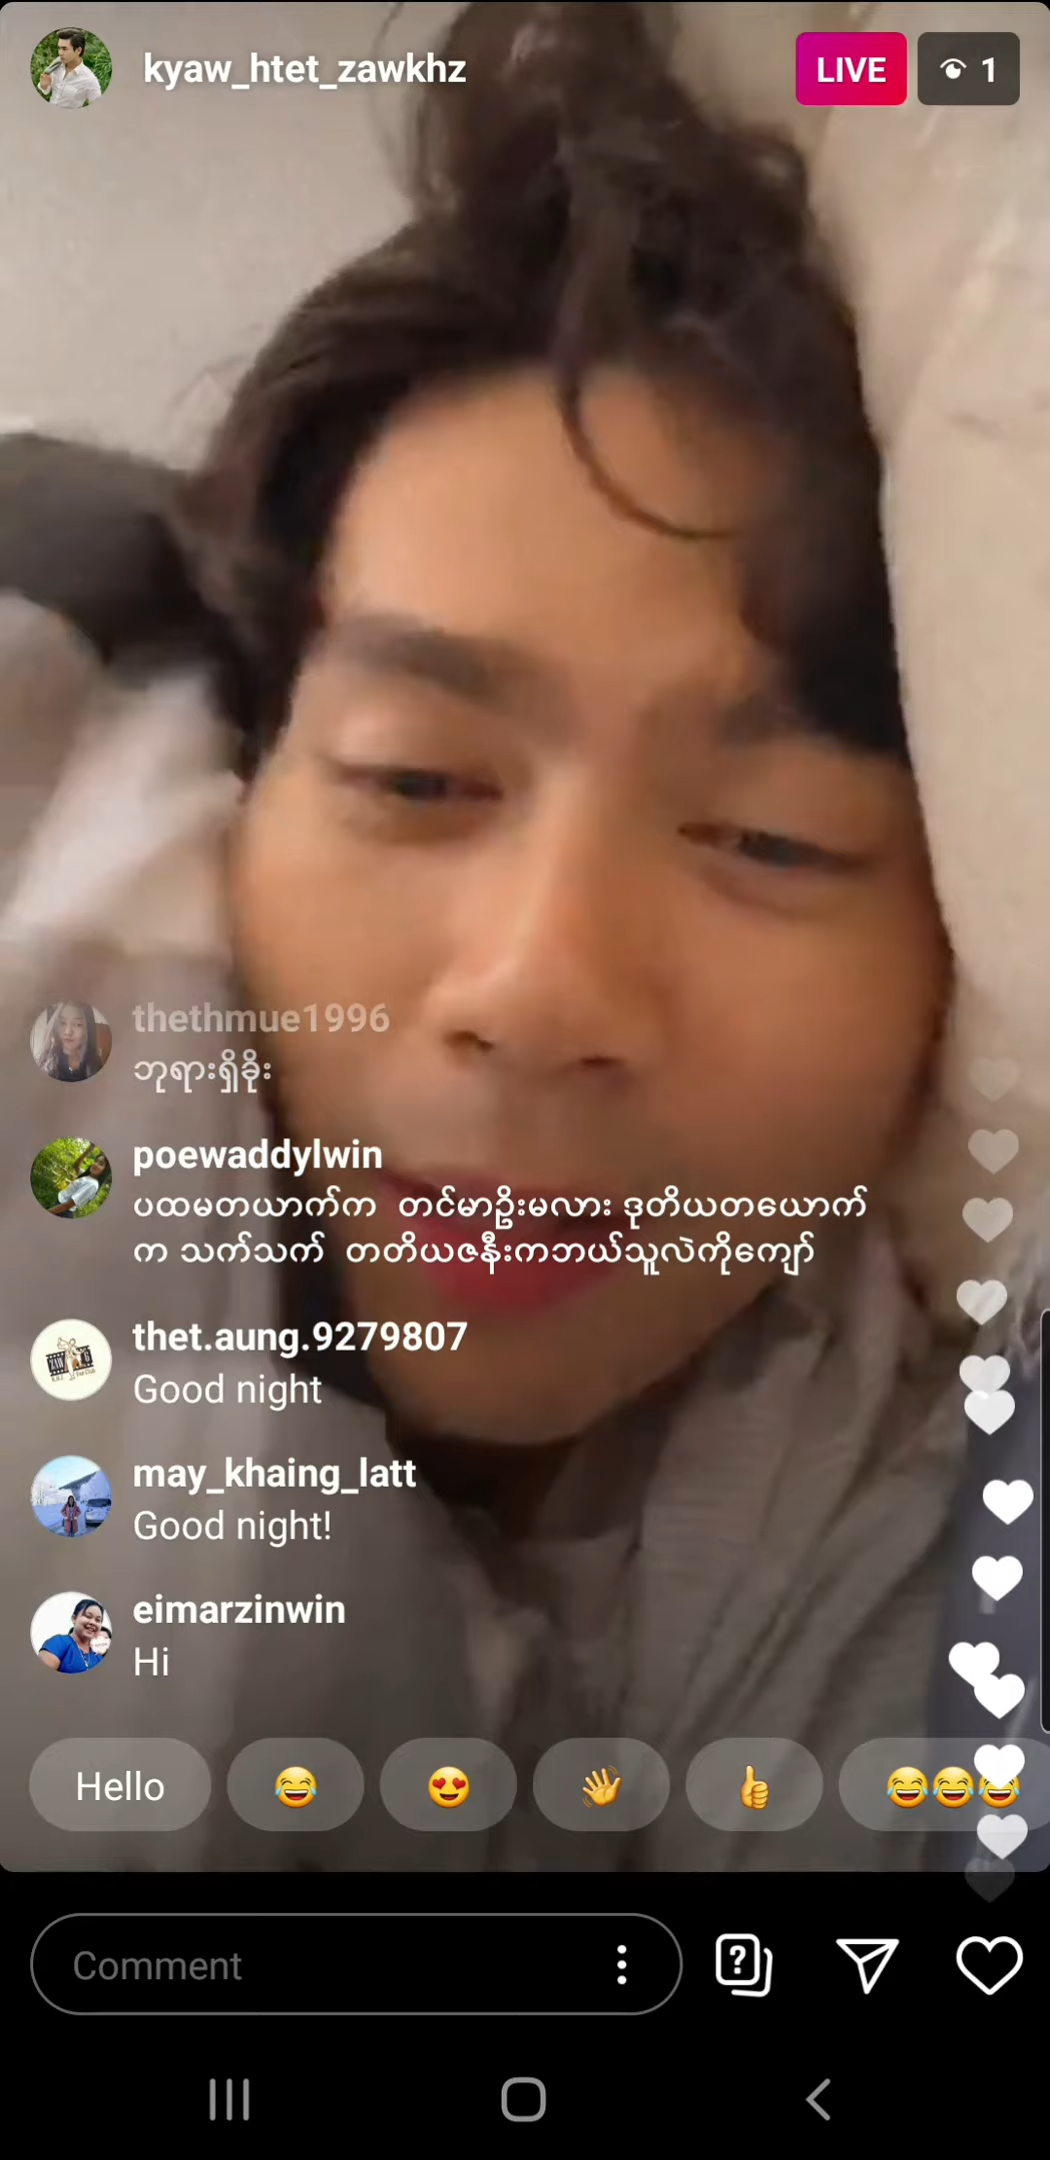 kyaw_htet_zawkhz
LIVE
1
thethmue1996
ဘုရားရှိခိုး
poewaddylwin
ပထမတယာက်က တင်မာဦးမလား ဒုတိယတယောက်
က သက်သက် တတိယဇနီးကဘယ်သူလဲကိုကျော်
thet.aung.9279807
Good night
may_khaing_latt
Good night!
eimarzinwin
Hi
Hello
Comment